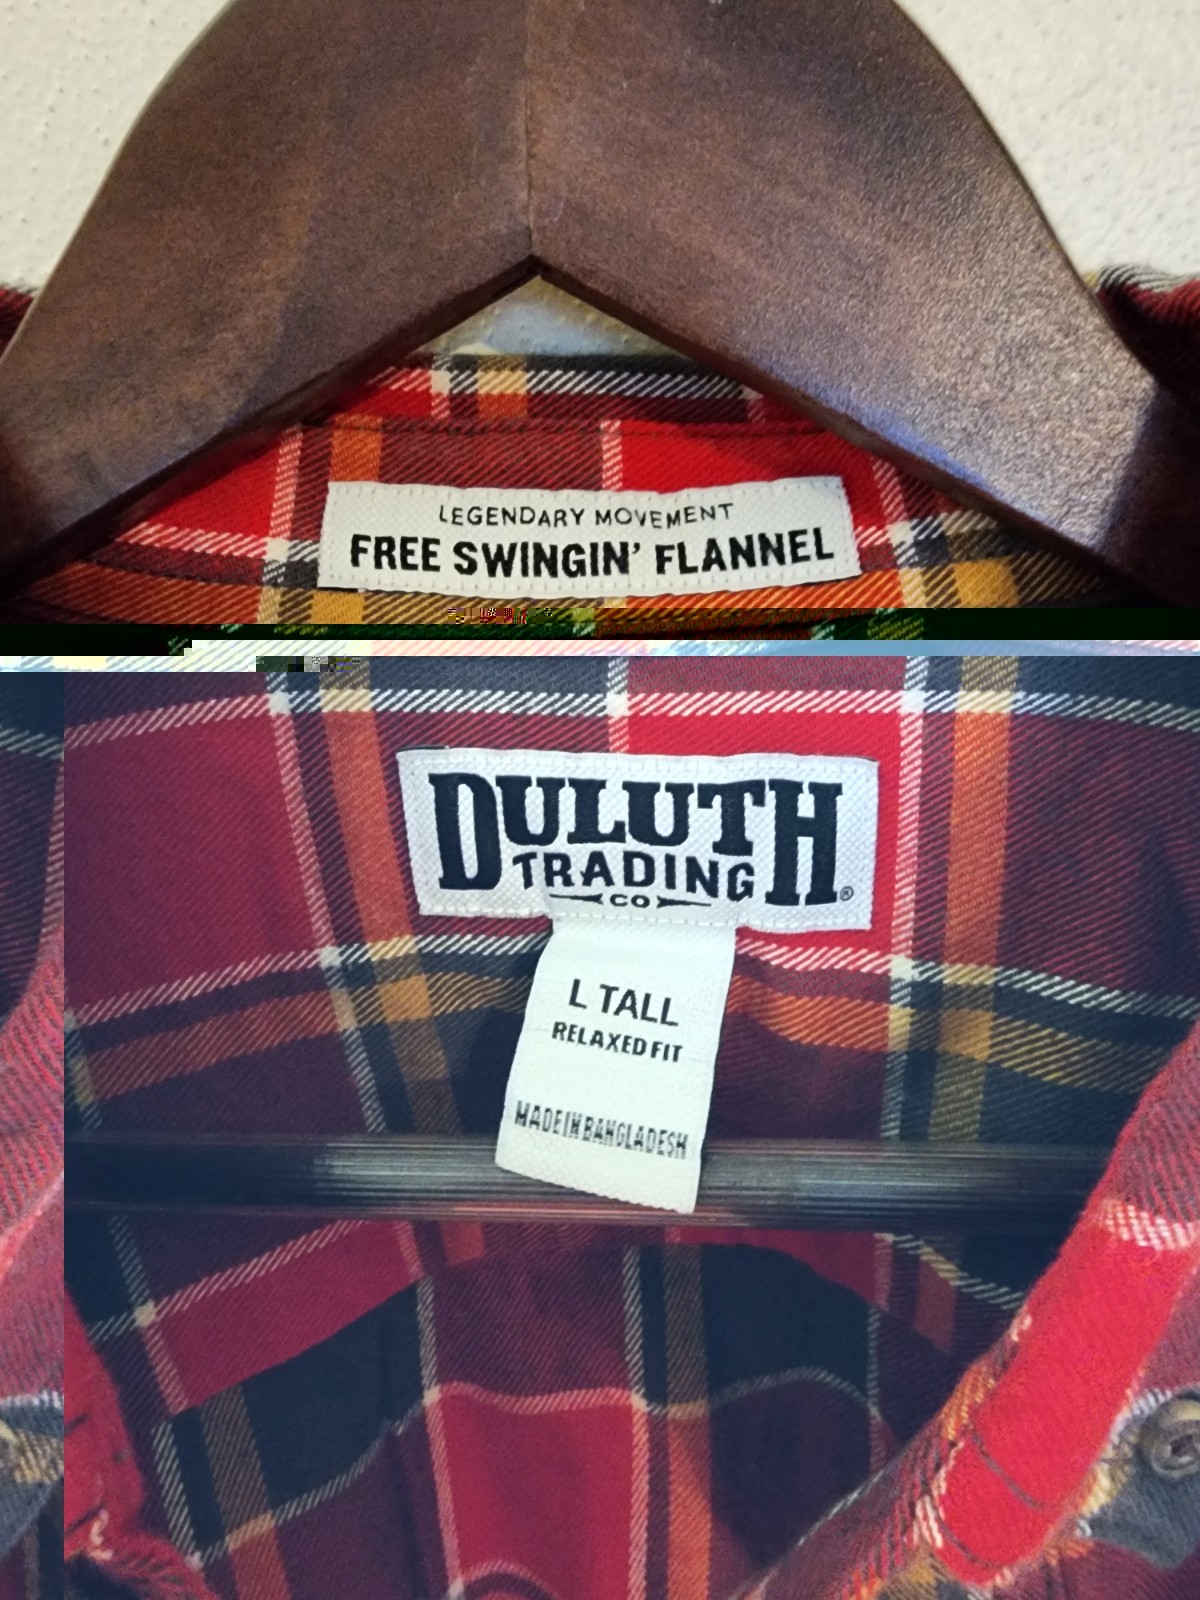 LEGENDARY MOVEMENT
FREE SWINGIN' FLANNEL
DULUTH
TRADING
CO
®
L TALL
RELAXED FIT
MADE IN BANGLADESH